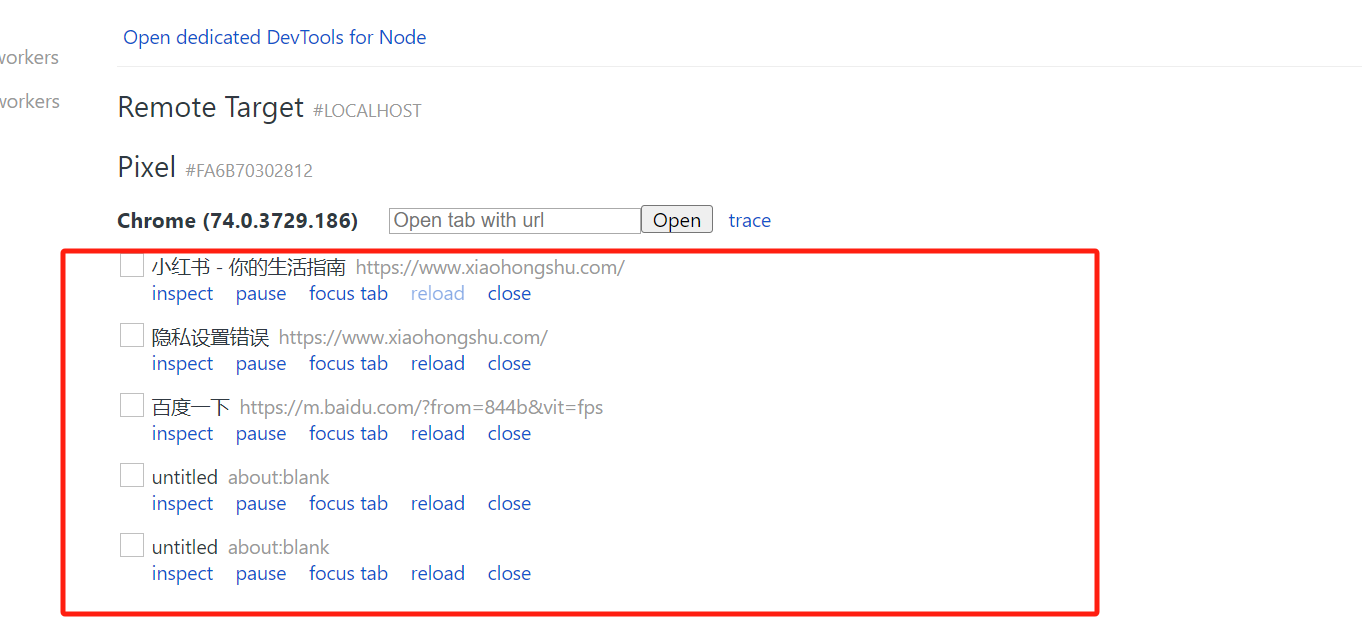 Open dedicated DevTools for Node
workers
workers
Remote Target #LOCALHOST
Pixel #FA6B70302812
Chrome (74.0.3729.186) Open tab with url Open trace
小红书 - 你的生活指南 https://www.xiaohongshu.com/
inspect pause focus tab reload close
隐私设置错误 https://www.xiaohongshu.com/
inspect pause focus tab reload close
百度一下 https://m.baidu.com/?from=844b&vit=fps
inspect pause focus tab reload close
untitled about:blank
inspect pause focus tab reload close
untitled about:blank
inspect pause focus tab reload close